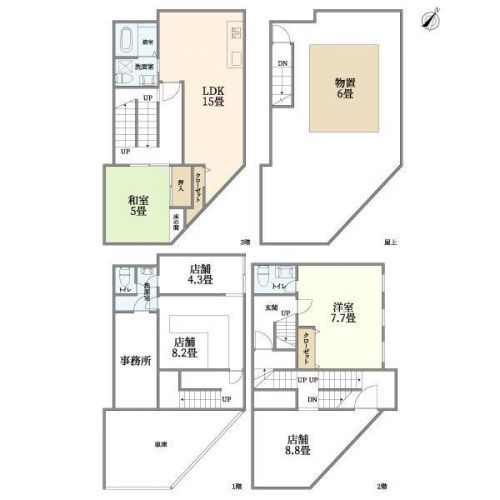 浴室
洗面室
LDK
15畳
UP
UP
和室
5畳
押入
クローゼット
床の間
3階
DN
物置
6畳
屋上
トイレ
洗面室
店舗
4.3畳
店舗
8.2畳
事務所
UP
車庫
1階
トイレ
玄関
UP
洋室
7.7畳
クローゼット
UP UP
DN
店舗
8.8畳
2階